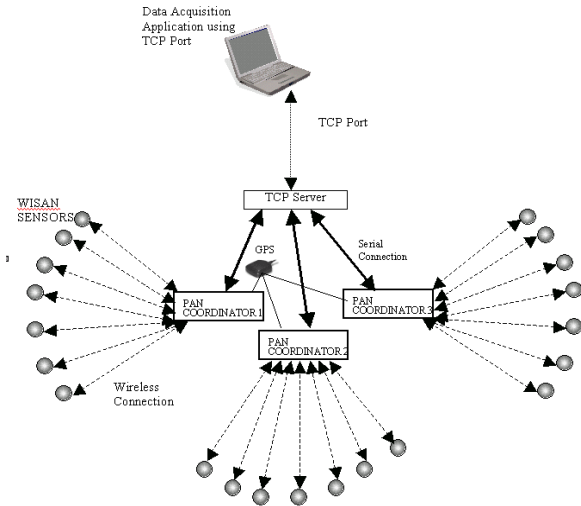 Data Acquisition
Application using
TCP Port
TCP Port
TCP Server
WISAN
SENSORS
GPS
Serial
Connection
PAN
COORDINATOR 1
PAN
COORDINATOR 2
PAN
COORDINATOR 3
Wireless
Connection